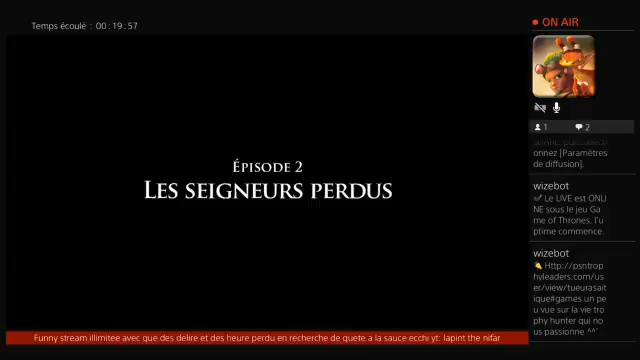 Temps écoulé : 00:19:57
ON AIR
ÉPISODE 2
LES SEIGNEURS PERDUS
1
2
onnez [Paramètres
de diffusion].
wizebot
Le LIVE est ONLI
NE sous le jeu Ga
me of Thrones, l'u
ptime commence.
wizebot
Http://psntrop
hyleaders.com/us
er/view/tueurasait
ique#games un pe
u vue sur la vie tro
phy hunter qui no
us passionne ^^'
Funny stream illimitee avec que des delire et des heure perdu en recherche de quete a la sauce ecchi yt: lapint the nifar